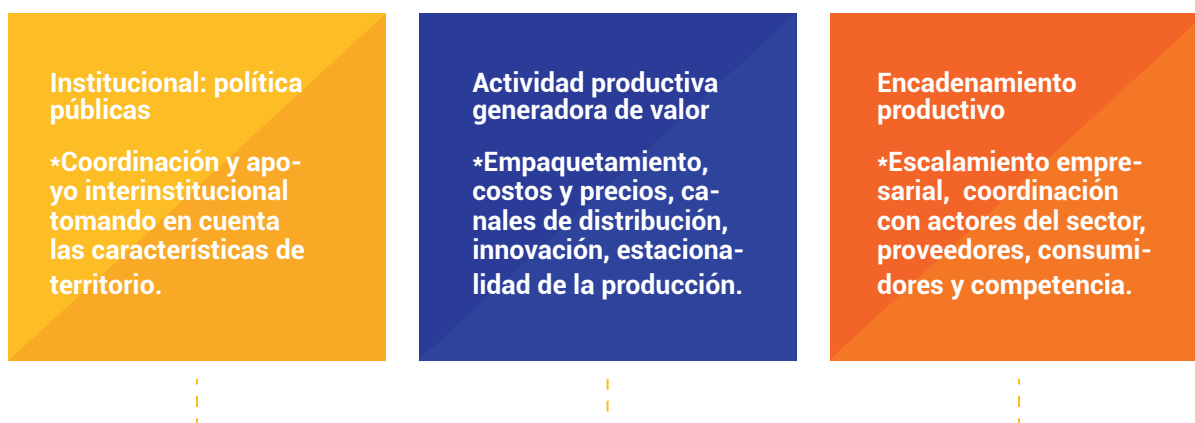 Institucional: política
públicas
*Coordinación y apo-
yo interinstitucional
tomando en cuenta
las características de
territorio.
Actividad productiva
generadora de valor
*Empaquetamiento,
costos y precios, ca-
nales de distribución,
innovación, estaciona-
lidad de la producción.
Encadenamiento
productivo
*Escalamiento empre-
sarial,  coordinación
con actores del sector,
proveedores, consumi-
dores y competencia.